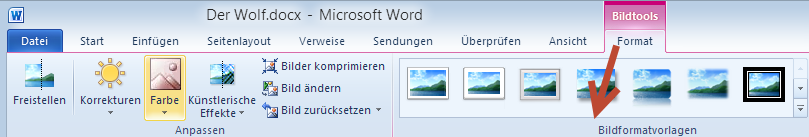 Der Wolf.docx - Microsoft Word
Bildtools
Datei Start Einfügen Seitenlayout Verweise Sendungen Überprüfen Ansicht Format
Freistellen
Korrekturen
Farbe
Künstlerische
Effekte
Bilder komprimieren
Bild ändern
Bild zurücksetzen
Anpassen
Bildformatvorlagen